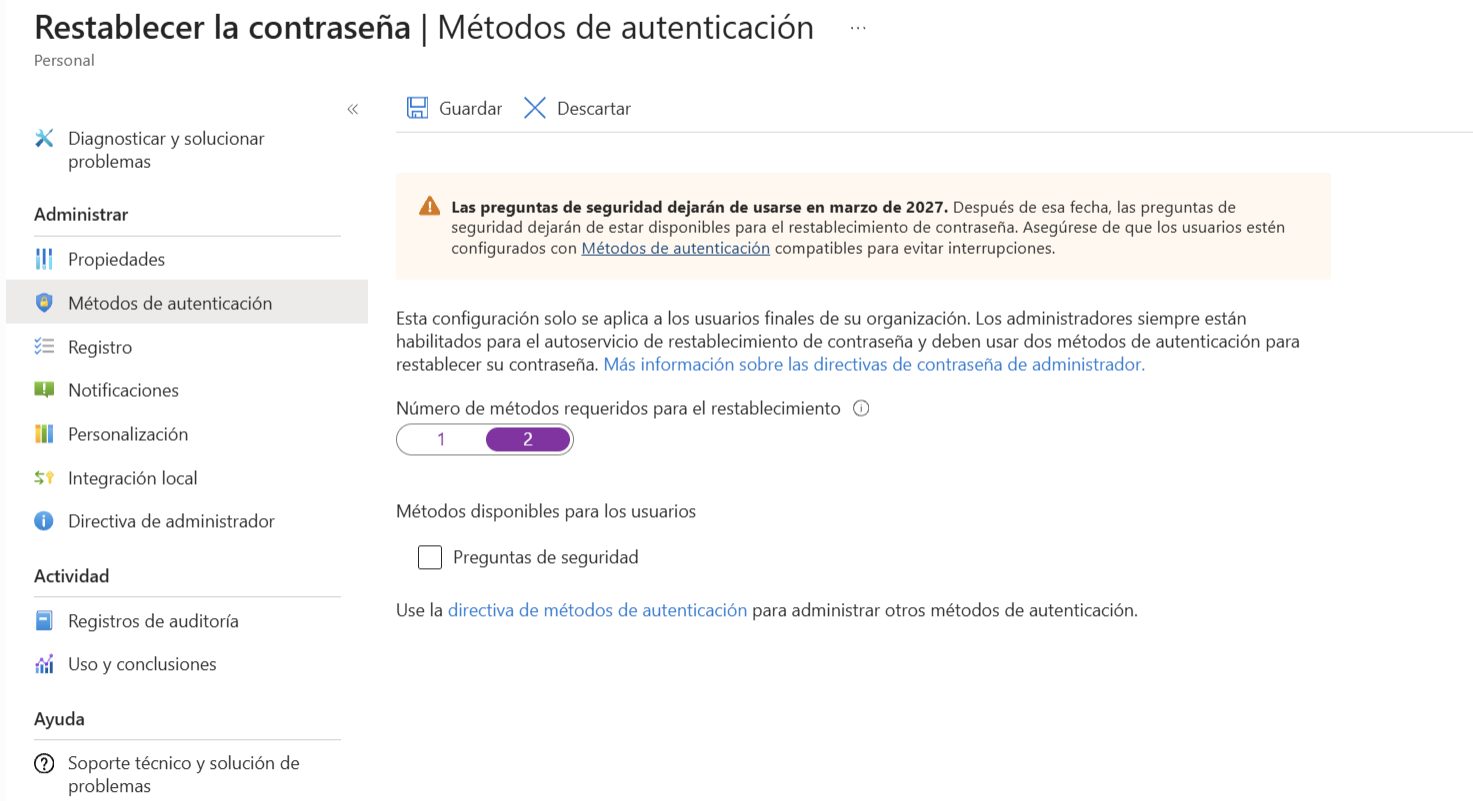 Restablecer la contraseña | Métodos de autenticación ...
Personal
«
Guardar
Descartar
Diagnosticar y solucionar
problemas
Administrar
Propiedades
Métodos de autenticación
Registro
Notificaciones
Personalización
Integración local
Directiva de administrador
Actividad
Registros de auditoría
Uso y conclusiones
Ayuda
Soporte técnico y solución de
problemas
Las preguntas de seguridad dejarán de usarse en marzo de 2027. Después de esa fecha, las preguntas de
seguridad dejarán de estar disponibles para el restablecimiento de contraseña. Asegúrese de que los usuarios estén
configurados con Métodos de autenticación compatibles para evitar interrupciones.
Esta configuración solo se aplica a los usuarios finales de su organización. Los administradores siempre están
habilitados para el autoservicio de restablecimiento de contraseña y deben usar dos métodos de autenticación para
restablecer su contraseña. Más información sobre las directivas de contraseña de administrador.
Número de métodos requeridos para el restablecimiento
1
2
Métodos disponibles para los usuarios
Preguntas de seguridad
Use la directiva de métodos de autenticación para administrar otros métodos de autenticación.